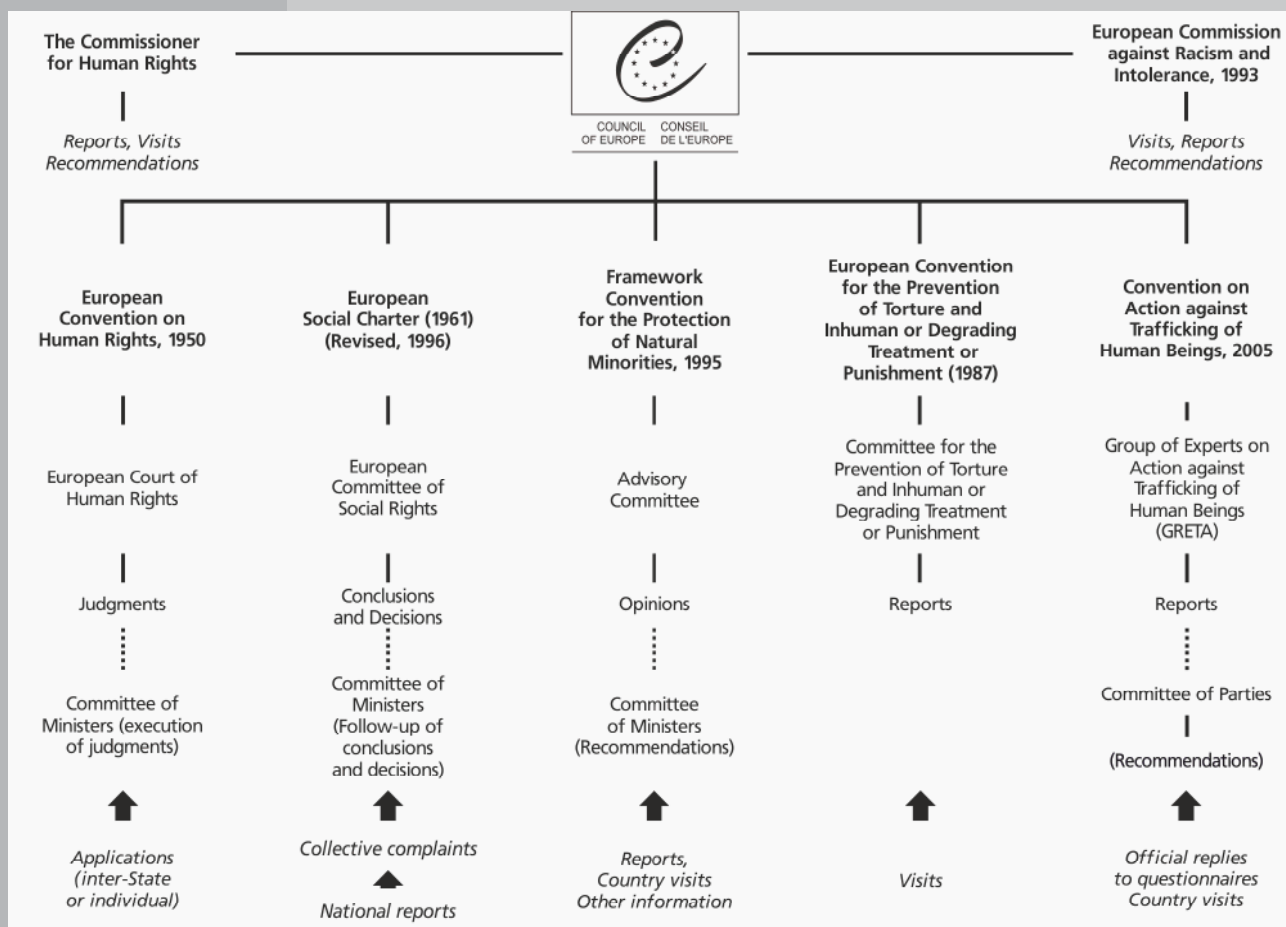 The Commissioner
for Human Rights
Reports, Visits
Recommendations
COUNCIL OF EUROPE
CONSEIL DE L'EUROPE
European Commission
against Racism and
Intolerance, 1993
Visits, Reports
Recommendations
European
Convention on
Human Rights, 1950
European Court of
Human Rights
Judgments
Committee of
Ministers (execution
of judgments)
Applications
(inter-State
or individual)
European
Social Charter (1961)
(Revised, 1996)
European
Committee of
Social Rights
Conclusions
and Decisions
Committee of
Ministers
(Follow-up of
conclusions
and decisions)
Collective complaints
National reports
Framework
Convention
for the Protection
of Natural
Minorities, 1995
Advisory
Committee
Opinions
Committee
of Ministers
(Recommendations)
Reports,
Country visits
Other information
European Convention
for the Prevention
of Torture and
Inhuman or Degrading
Treatment or
Punishment (1987)
Committee for the
Prevention of Torture
and Inhuman or
Degrading Treatment
or Punishment
Reports
Visits
Convention on
Action against
Trafficking of
Human Beings, 2005
Group of Experts on
Action against
Trafficking of
Human Beings
(GRETA)
Reports
Committee of Parties
(Recommendations)
Official replies
to questionnaires
Country visits